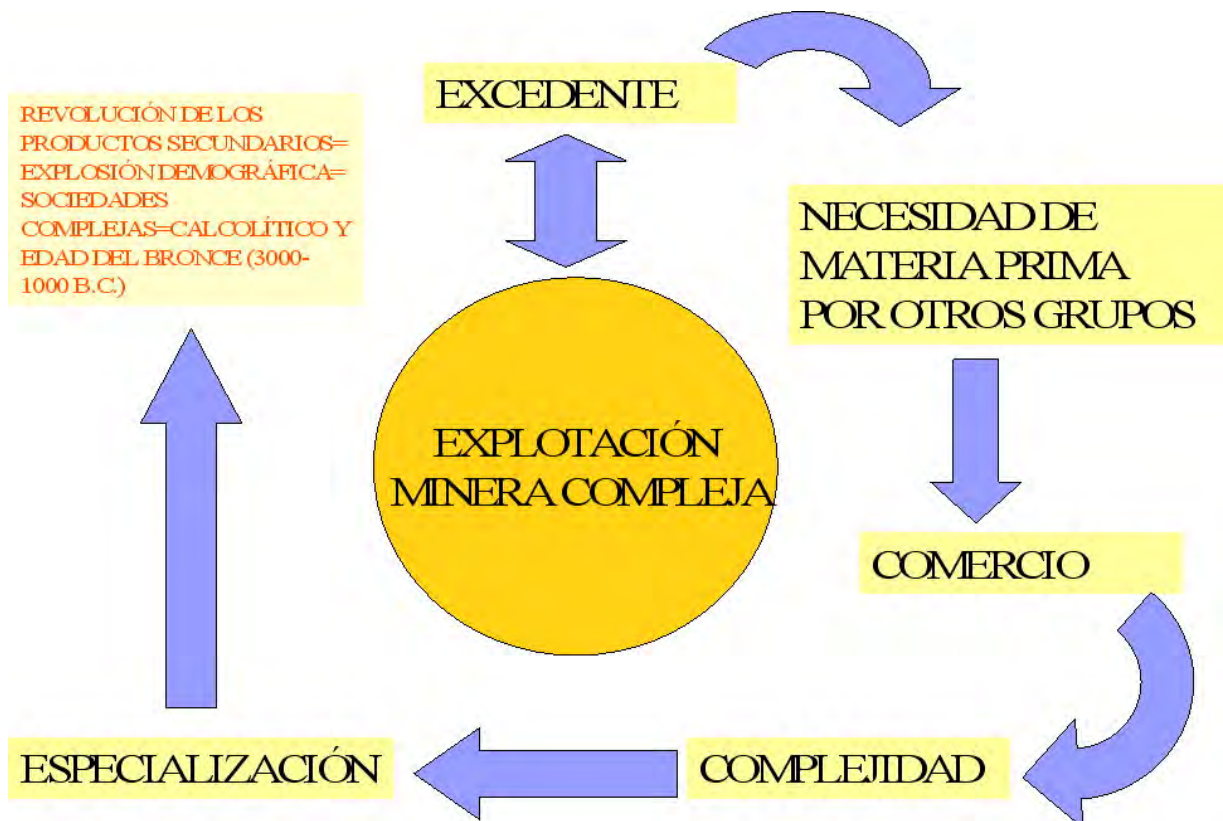 EXCEDENTE
REVOLUCIÓN DE LOS
PRODUCTOS SECUNDARIOS=
EXPLOSIÓN DEMOGRÁFICA=
SOCIEDADES
COMPLEJAS=CALCOLÍTICO Y
EDAD DEL BRONCE (3000-
1000 B.C.)
NECESIDAD DE
MATERIA PRIMA
POR OTROS GRUPOS
EXPLOTACIÓN
MINERA COMPLEJA
COMERCIO
COMPLEJIDAD
ESPECIALIZACIÓN